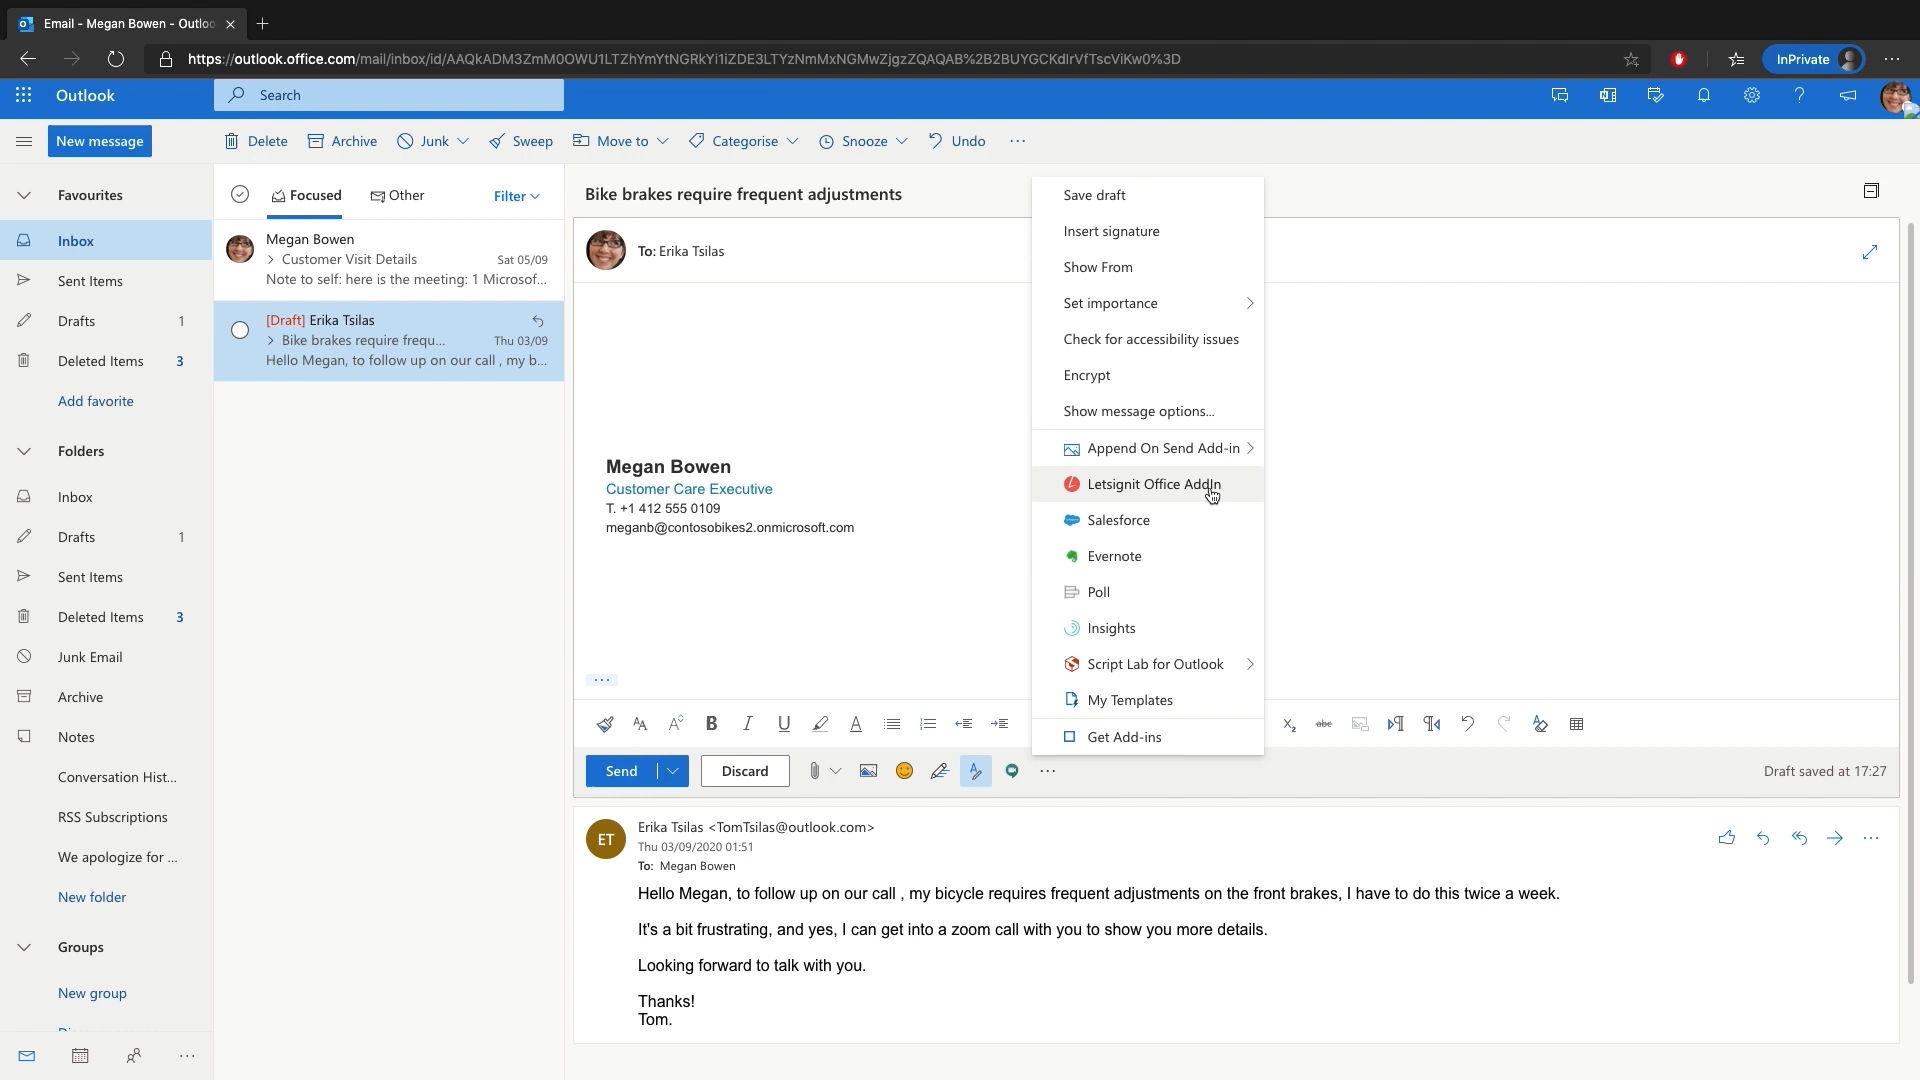 Email - Megan Bowen - Outloo
https://outlook.office.com/mail/inbox/id/AAQkADM3ZmM0OWU1LTZhYmYtNGRkYi1iZDE3LTYzNmMxNGMwZjgzZQAQAB%2B2BUYGCKdlrVfTscViKw0%3D
InPrivate
Outlook
Search
New message
Delete
Archive
Junk
Sweep
Move to
Categorise
Snooze
Undo
Favourites
Inbox
Sent Items
Drafts 1
Deleted Items 3
Add favorite
Folders
Inbox
Drafts 1
Sent Items
Deleted Items 3
Junk Email
Archive
Notes
Conversation Hist...
RSS Subscriptions
We apologize for ...
New folder
Groups
New group
Focused
Other
Filter
Megan Bowen
> Customer Visit Details Sat 05/09
Note to self: here is the meeting: 1 Microsof...
[Draft] Erika Tsilas
> Bike brakes require frequ... Thu 03/09
Hello Megan, to follow up on our call , my b...
Bike brakes require frequent adjustments
To: Erika Tsilas
Megan Bowen
Customer Care Executive
T. +1 412 555 0109
meganb@contosobikes2.onmicrosoft.com
...
Save draft
Insert signature
Show From
Set importance
Check for accessibility issues
Encrypt
Show message options...
Append On Send Add-in
Letsignit Office AddIn
Salesforce
Evernote
Poll
Insights
Script Lab for Outlook
My Templates
Get Add-ins
Send
Discard
Draft saved at 17:27
ET
Erika Tsilas <TomTsilas@outlook.com>
Thu 03/09/2020 01:51
To: Megan Bowen
Hello Megan, to follow up on our call , my bicycle requires frequent adjustments on the front brakes, I have to do this twice a week.
It's a bit frustrating, and yes, I can get into a zoom call with you to show you more details.
Looking forward to talk with you.
Thanks!
Tom.